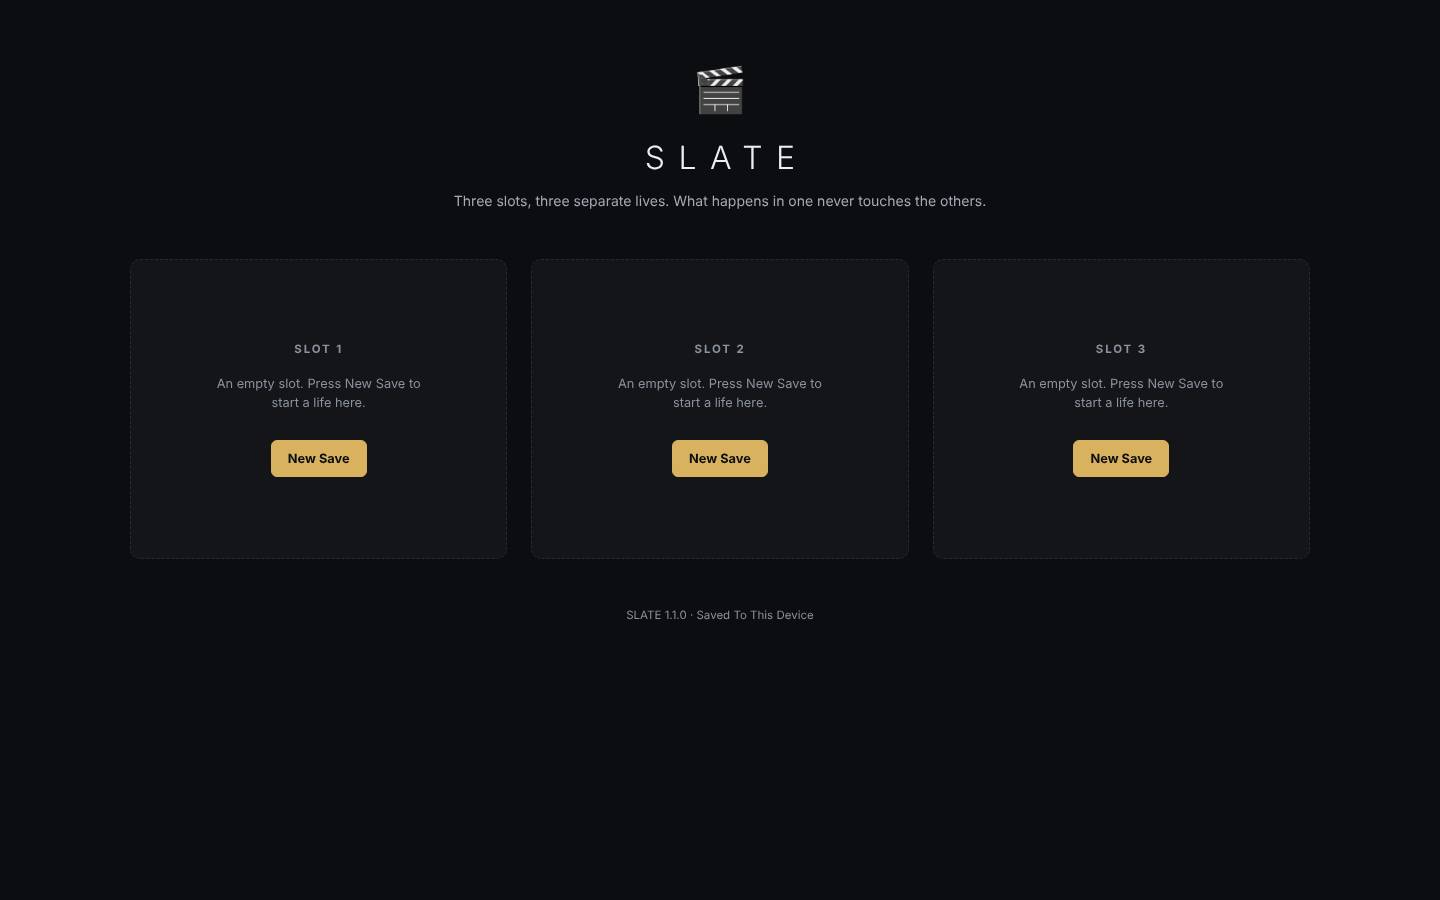 SLATE
Three slots, three separate lives. What happens in one never touches the others.
SLOT 1
An empty slot. Press New Save to
start a life here.
New Save
SLOT 2
An empty slot. Press New Save to
start a life here.
New Save
SLOT 3
An empty slot. Press New Save to
start a life here.
New Save
SLATE 1.1.0 · Saved To This Device